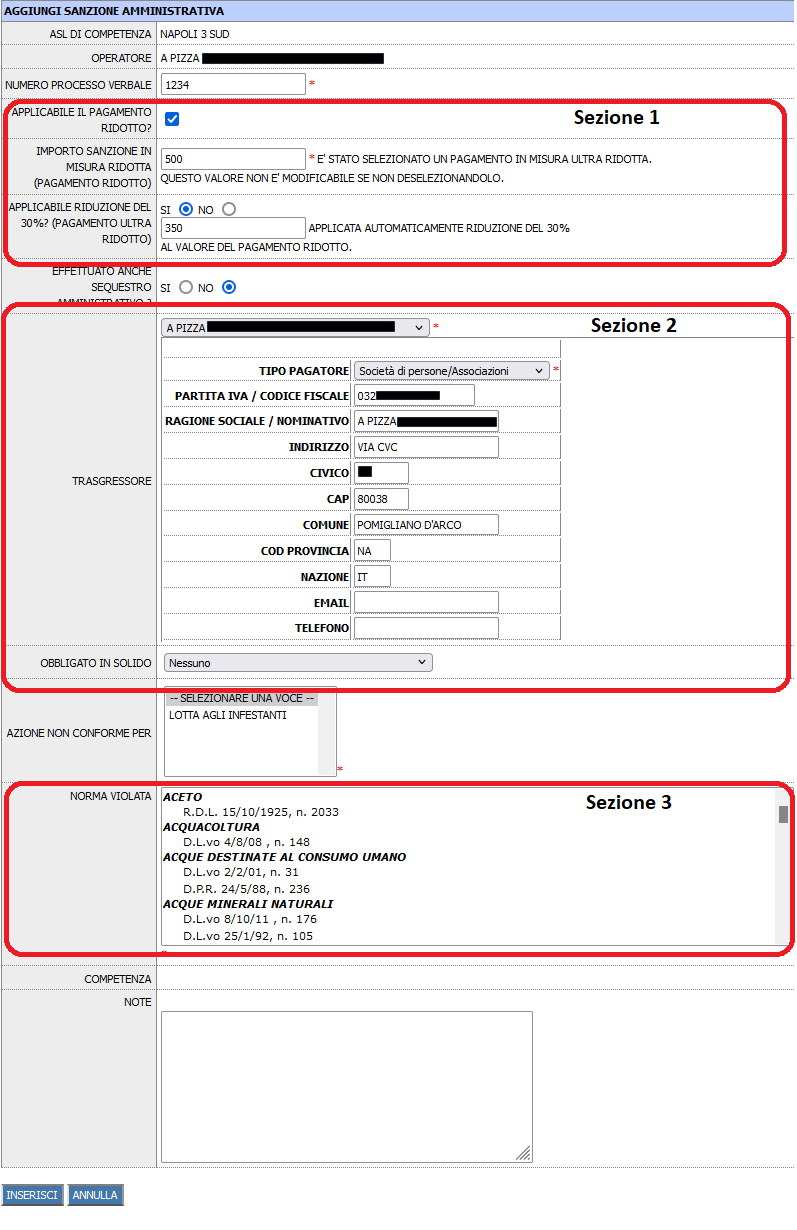 AGGIUNGI SANZIONE AMMINISTRATIVA
ASL DI COMPETENZA NAPOLI 3 SUD
OPERATORE A PIZZA
NUMERO PROCESSO VERBALE 1234 *
APPLICABILE IL PAGAMENTO
RIDOTTO?
Sezione 1
IMPORTO SANZIONE IN
MISURA RIDOTTA
(PAGAMENTO RIDOTTO)
500 * E' STATO SELEZIONATO UN PAGAMENTO IN MISURA ULTRA RIDOTTA.
QUESTO VALORE NON E' MODIFICABILE SE NON DESELEZIONANDOLO.
APPLICABILE RIDUZIONE DEL
30%? (PAGAMENTO ULTRA
RIDOTTO)
SI NO
350 APPLICATA AUTOMATICAMENTE RIDUZIONE DEL 30%
AL VALORE DEL PAGAMENTO RIDOTTO.
EFFETTUATO ANCHE
SEQUESTRO
AMMINISTRATIVO ?
SI NO
Sezione 2
TRASGRESSORE
A PIZZA *
TIPO PAGATORE Società di persone/Associazioni *
PARTITA IVA / CODICE FISCALE 032
RAGIONE SOCIALE / NOMINATIVO A PIZZA
INDIRIZZO VIA CVC
CIVICO
CAP 80038
COMUNE POMIGLIANO D'ARCO
COD PROVINCIA NA
NAZIONE IT
EMAIL
TELEFONO
OBBLIGATO IN SOLIDO Nessuno
AZIONE NON CONFORME PER
-- SELEZIONARE UNA VOCE --
LOTTA AGLI INFESTANTI
*
NORMA VIOLATA
Sezione 3
ACETO
R.D.L. 15/10/1925, n. 2033
ACQUACOLTURA
D.L.vo 4/8/08 , n. 148
ACQUE DESTINATE AL CONSUMO UMANO
D.L.vo 2/2/01, n. 31
D.P.R. 24/5/88, n. 236
ACQUE MINERALI NATURALI
D.L.vo 8/10/11 , n. 176
D.L.vo 25/1/92, n. 105
*
COMPETENZA
NOTE
INSERISCI ANNULLA